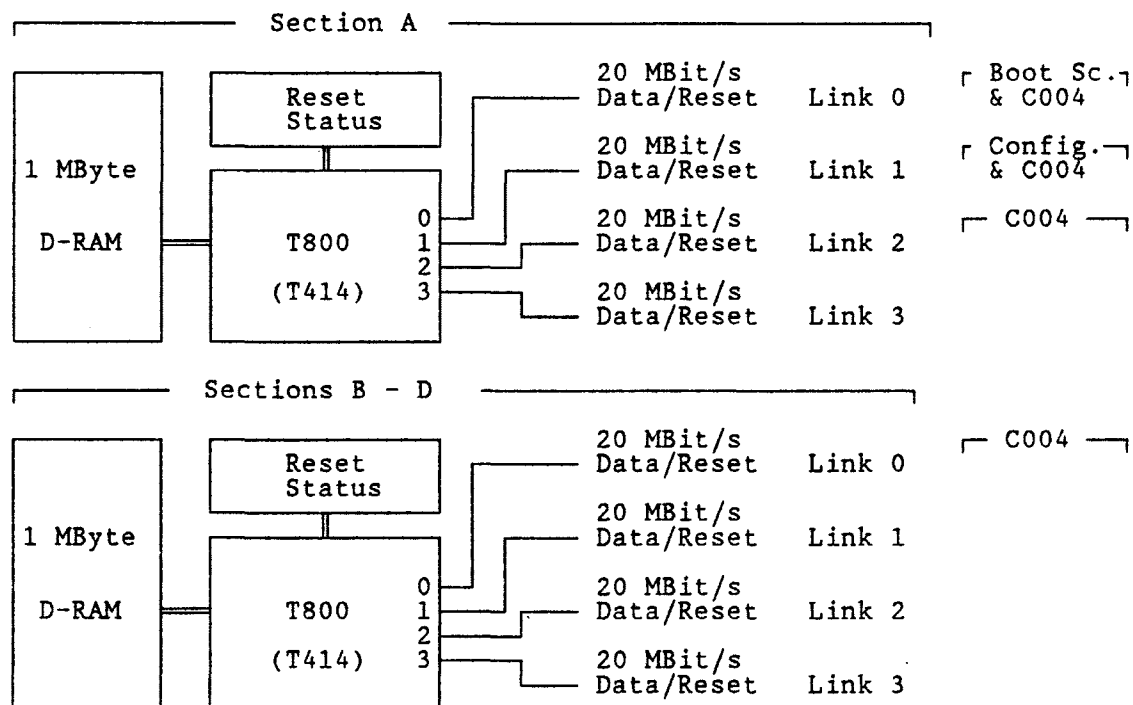 Section A
20 MBit/s
Data/Reset Link 0
Boot Sc.
& C004
Reset
Status
20 MBit/s
Data/Reset Link 1
Config.
& C004
1 MByte
D-RAM
T800
(T414)
0
1
2
3
20 MBit/s
Data/Reset Link 2
C004
20 MBit/s
Data/Reset Link 3
Sections B - D
20 MBit/s
Data/Reset Link 0
C004
Reset
Status
20 MBit/s
Data/Reset Link 1
1 MByte
D-RAM
T800
(T414)
0
1
2
3
20 MBit/s
Data/Reset Link 2
20 MBit/s
Data/Reset Link 3